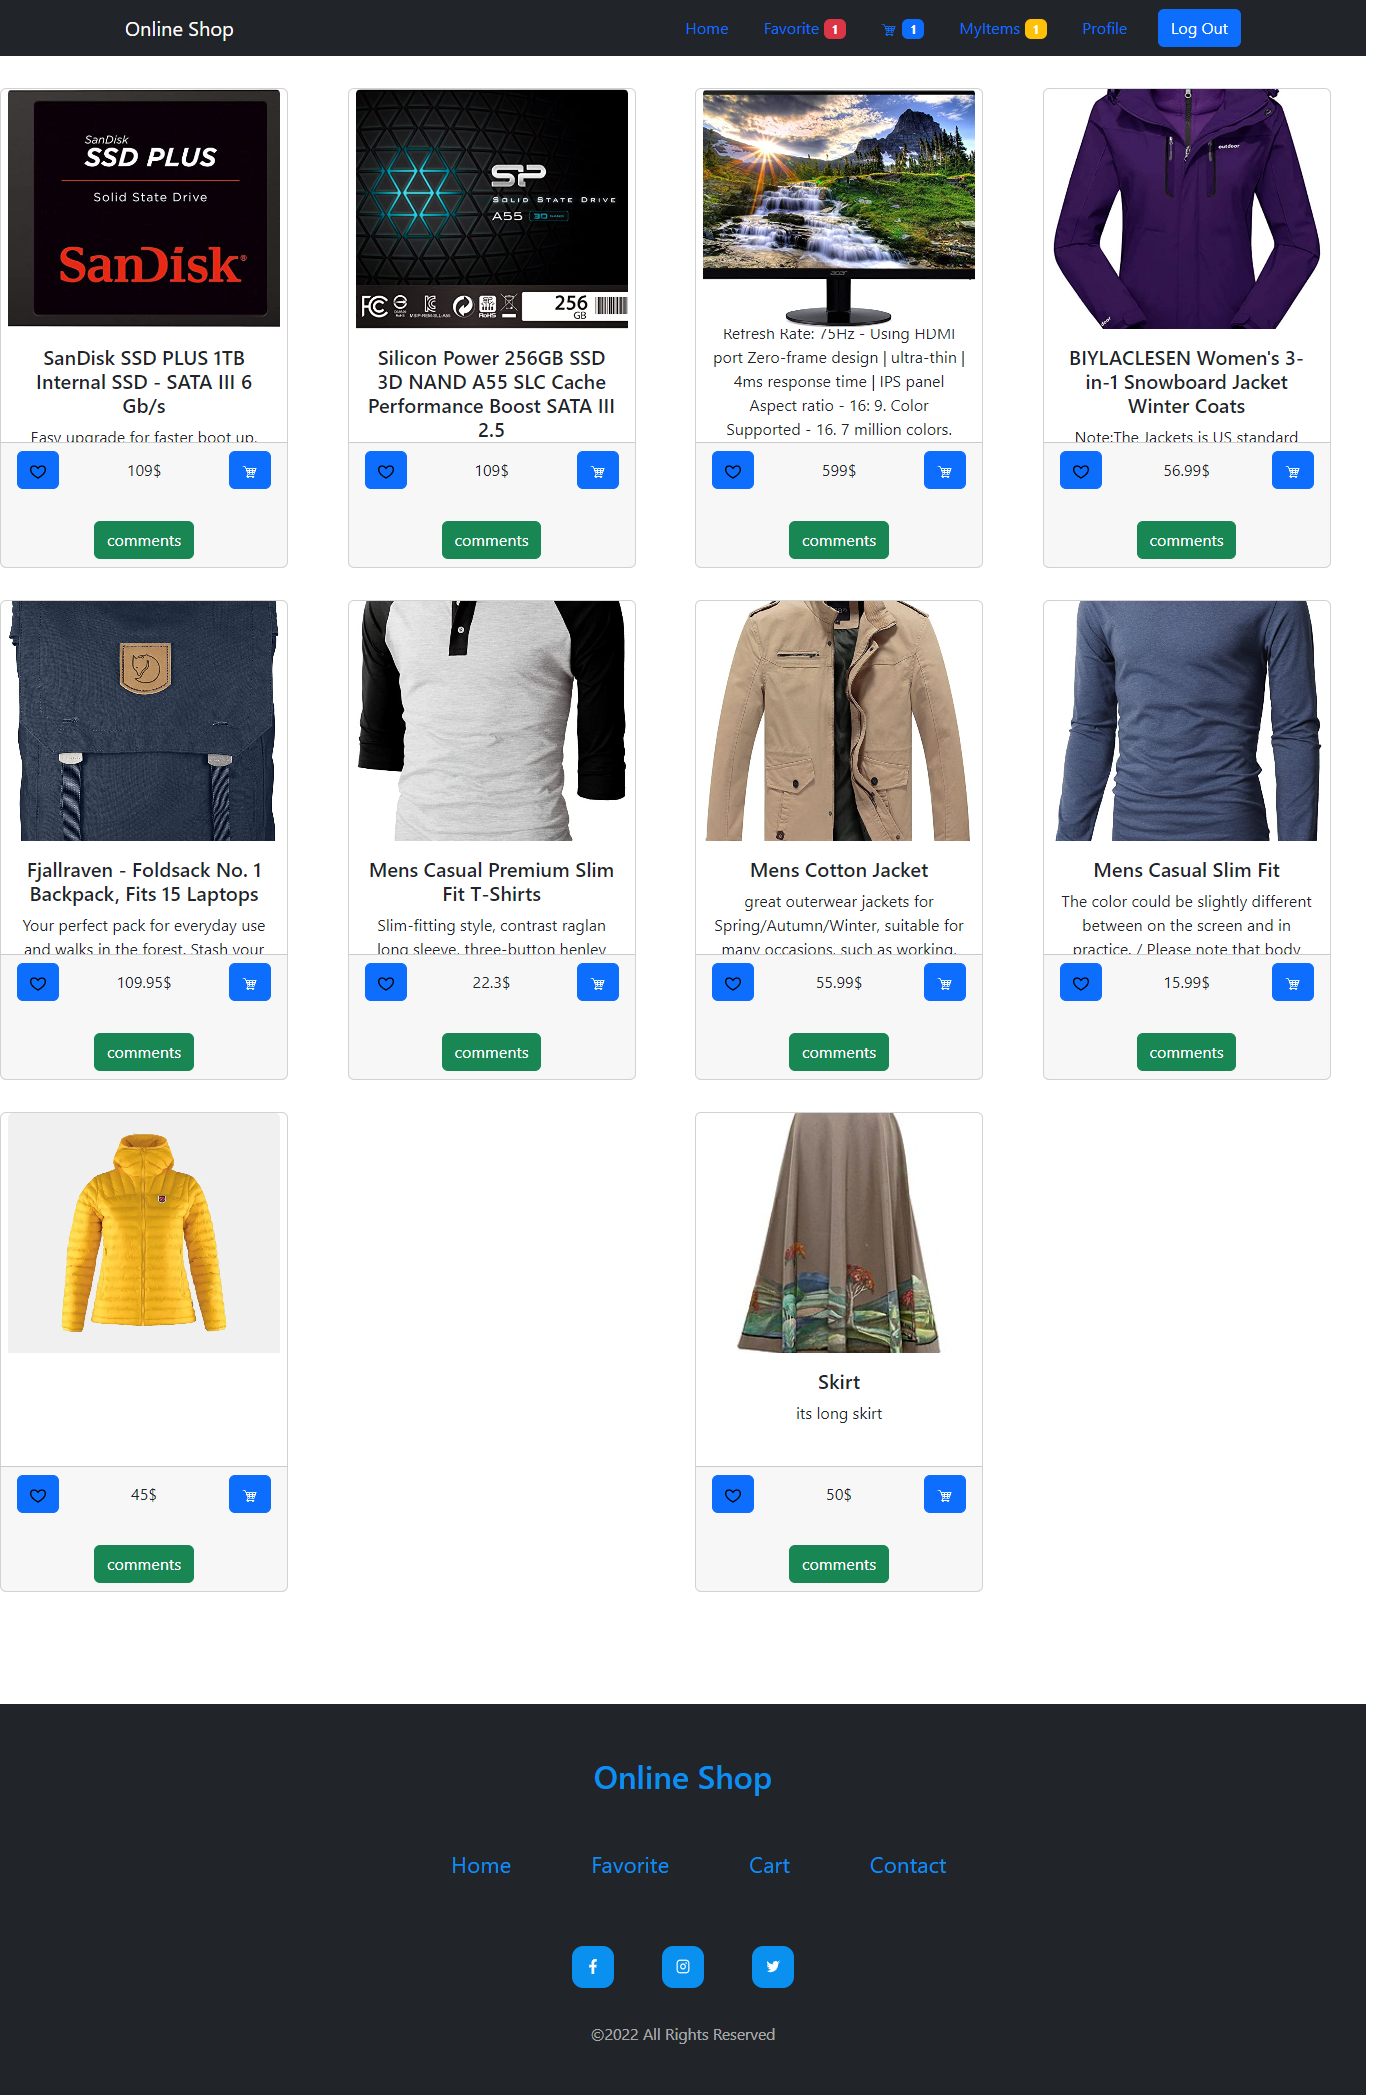 Online Shop
Home
Favorite 1
1
MyItems 1
Profile
Log Out
SanDisk
SSD PLUS
Solid State Drive
SanDisk®
SP
SOLID STATE DRIVE
A55 3D NAND
FC
RoHS
256
GB
acer
outdoor
SanDisk SSD PLUS 1TB
Internal SSD - SATA III 6
Gb/s
Easy upgrade for faster boot up,
109$
comments
Silicon Power 256GB SSD
3D NAND A55 SLC Cache
Performance Boost SATA III
2.5
109$
comments
Refresh Rate: 75Hz - Using HDMI
port Zero-frame design | ultra-thin |
4ms response time | IPS panel
Aspect ratio - 16: 9. Color
Supported - 16. 7 million colors.
599$
comments
BIYLACLESEN Women's 3-
in-1 Snowboard Jacket
Winter Coats
Note:The Jackets is US standard
56.99$
comments
Fjallraven - Foldsack No. 1
Backpack, Fits 15 Laptops
Your perfect pack for everyday use
and walks in the forest. Stash your
109.95$
comments
Mens Casual Premium Slim
Fit T-Shirts
Slim-fitting style, contrast raglan
long sleeve, three-button henley
22.3$
comments
Mens Cotton Jacket
great outerwear jackets for
Spring/Autumn/Winter, suitable for
many occasions, such as working,
55.99$
comments
Mens Casual Slim Fit
The color could be slightly different
between on the screen and in
practice. / Please note that body
15.99$
comments
45$
comments
Skirt
its long skirt
50$
comments
Online Shop
Home
Favorite
Cart
Contact
©2022 All Rights Reserved